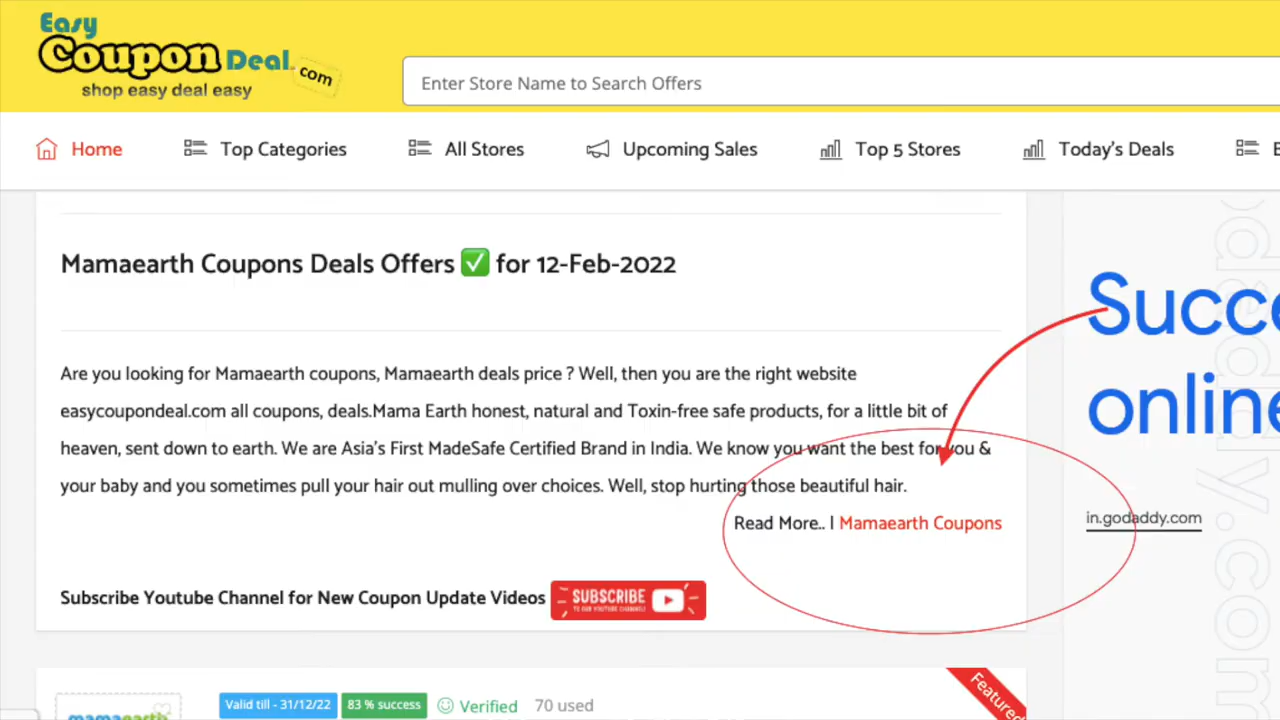 Easy
Coupon Deal.com
shop easy deal easy
Enter Store Name to Search Offers
Home Top Categories All Stores Upcoming Sales Top 5 Stores Today's Deals
Mamaearth Coupons Deals Offers ✅ for 12-Feb-2022
Are you looking for Mamaearth coupons, Mamaearth deals price ? Well, then you are the right website
easycoupondeal.com all coupons, deals.Mama Earth honest, natural and Toxin-free safe products, for a little bit of
heaven, sent down to earth. We are Asia's First MadeSafe Certified Brand in India. We know you want the best for you &
your baby and you sometimes pull your hair out mulling over choices. Well, stop hurting those beautiful hair.
Read More.. | Mamaearth Coupons
Subscribe Youtube Channel for New Coupon Update Videos
SUBSCRIBE
TO OUR YOUTUBE CHANNEL
Succe
online
in.godaddy.com
godaddy.com
mamaearth
Valid till - 31/12/22 83 % success Verified 70 used
Featured